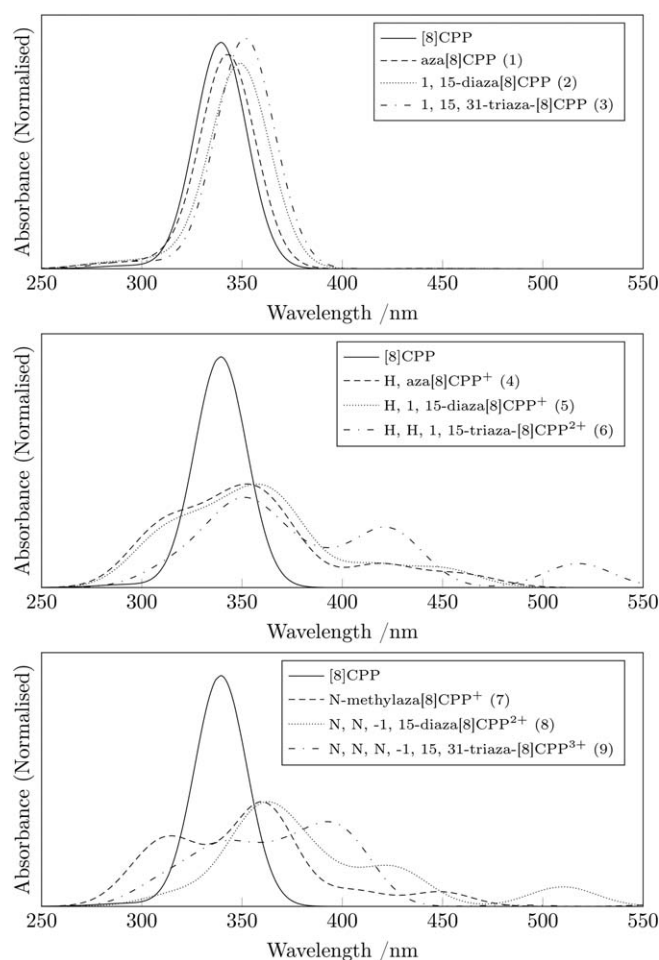 Absorbance (Normalised)
[8]CPP
aza[8]CPP (1)
1, 15-diaza[8]CPP (2)
1, 15, 31-triaza-[8]CPP (3)
250 300 350 400 450 500 550
Wavelength /nm
Absorbance (Normalised)
[8]CPP
H, aza[8]CPP⁺ (4)
H, 1, 15-diaza[8]CPP⁺ (5)
H, H, 1, 15-triaza-[8]CPP²⁺ (6)
250 300 350 400 450 500 550
Wavelength /nm
Absorbance (Normalised)
[8]CPP
N-methylaza[8]CPP⁺ (7)
N, N, -1, 15-diaza[8]CPP²⁺ (8)
N, N, N, -1, 15, 31-triaza-[8]CPP³⁺ (9)
250 300 350 400 450 500 550
Wavelength /nm